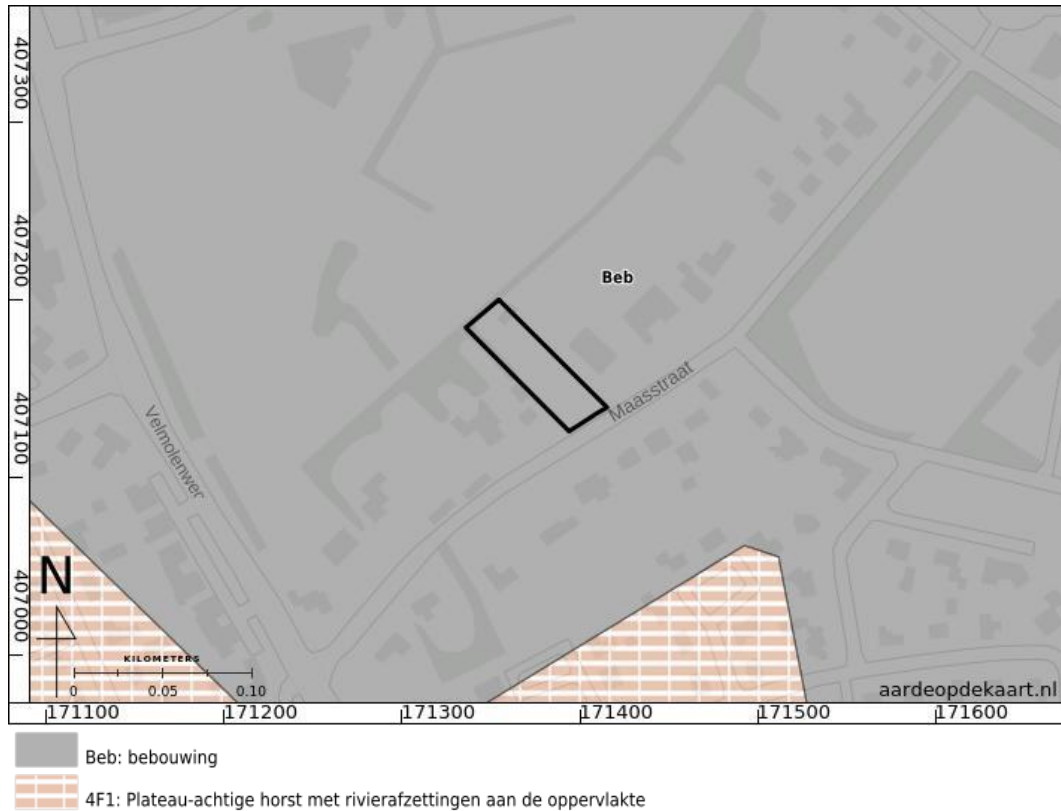 407300
407200
407100
407000
Beb
Maasstraat
Velmolenweg
N
KILOMETERS
0 0.05 0.10
aardeopdekaart.nl
171100 171200 171300 171400 171500 171600
Beb: bebouwing
4F1: Plateau-achtige horst met rivierafzettingen aan de oppervlakte